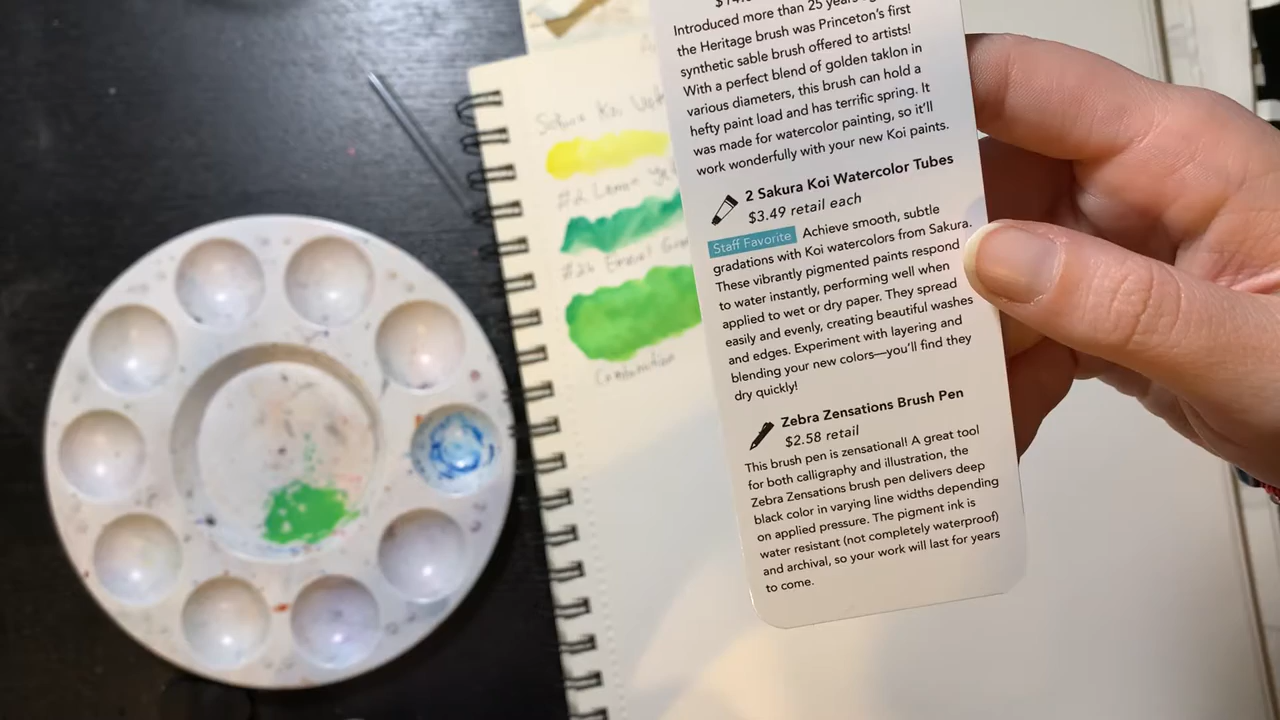 Introduced more than 25 years
the Heritage brush was Princeton's first
synthetic sable brush offered to artists!
With a perfect blend of golden taklon in
various diameters, this brush can hold a
hefty paint load and has terrific spring. It
was made for watercolor painting, so it'll
work wonderfully with your new Koi paints.
2 Sakura Koi Watercolor Tubes
$3.49 retail each
Staff Favorite Achieve smooth, subtle
gradations with Koi watercolors from Sakura.
These vibrantly pigmented paints respond
to water instantly, performing well when
applied to wet or dry paper. They spread
easily and evenly, creating beautiful washes
and edges. Experiment with layering and
blending your new colors—you'll find they
dry quickly!
Zebra Zensations Brush Pen
$2.58 retail
This brush pen is zensational! A great tool
for both calligraphy and illustration, the
Zebra Zensations brush pen delivers deep
black color in varying line widths depending
on applied pressure. The pigment ink is
water resistant (not completely waterproof)
and archival, so your work will last for years
to come.
Sakura Koi
#2 Lemon
#26
Combination